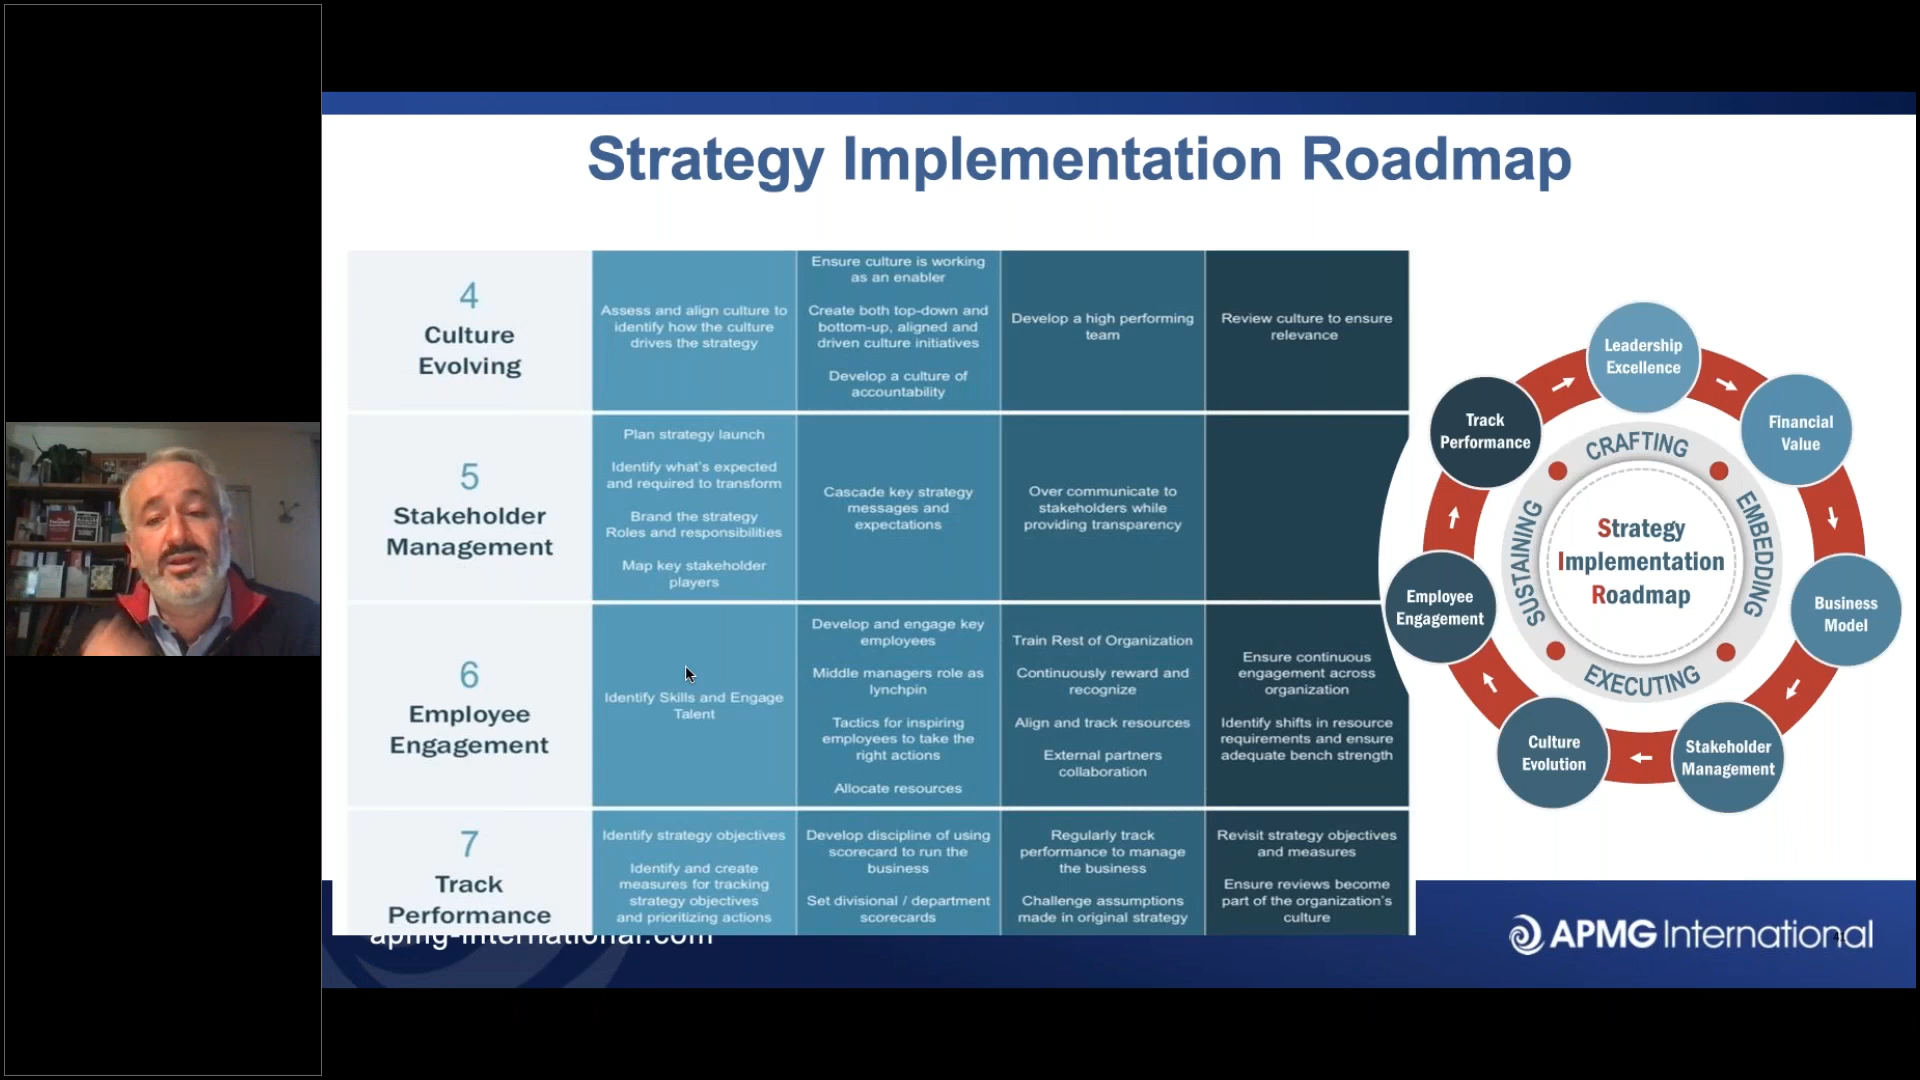 Strategy Implementation Roadmap
4
Culture
Evolving
Assess and align culture to
identify how the culture
drives the strategy
Ensure culture is working
as an enabler
Create both top-down and
bottom-up, aligned and
driven culture initiatives
Develop a culture of
accountability
Develop a high performing
team
Review culture to ensure
relevance
5
Stakeholder
Management
Plan strategy launch
Identify what's expected
and required to transform
Brand the strategy
Roles and responsibilities
Map key stakeholder
players
Cascade key strategy
messages and
expectations
Over communicate to
stakeholders while
providing transparency
6
Employee
Engagement
Identify Skills and Engage
Talent
Develop and engage key
employees
Middle managers role as
lynchpin
Tactics for inspiring
employees to take the
right actions
Allocate resources
Train Rest of Organization
Continuously reward and
recognize
Align and track resources
External partners
collaboration
Ensure continuous
engagement across
organization
Identify shifts in resource
requirements and ensure
adequate bench strength
7
Track
Performance
Identify strategy objectives
Identify and create
measures for tracking
strategy objectives
and prioritizing actions
Develop discipline of using
scorecard to run the
business
Set divisional / department
scorecards
Regularly track
performance to manage
the business
Challenge assumptions
made in original strategy
Revisit strategy objectives
and measures
Ensure reviews become
part of the organization's
culture
Leadership
Excellence
Financial
Value
Business
Model
Stakeholder
Management
Culture
Evolution
Employee
Engagement
Track
Performance
CRAFTING
EMBEDDING
EXECUTING
SUSTAINING
Strategy
Implementation
Roadmap
apmg-international.com
APMG International